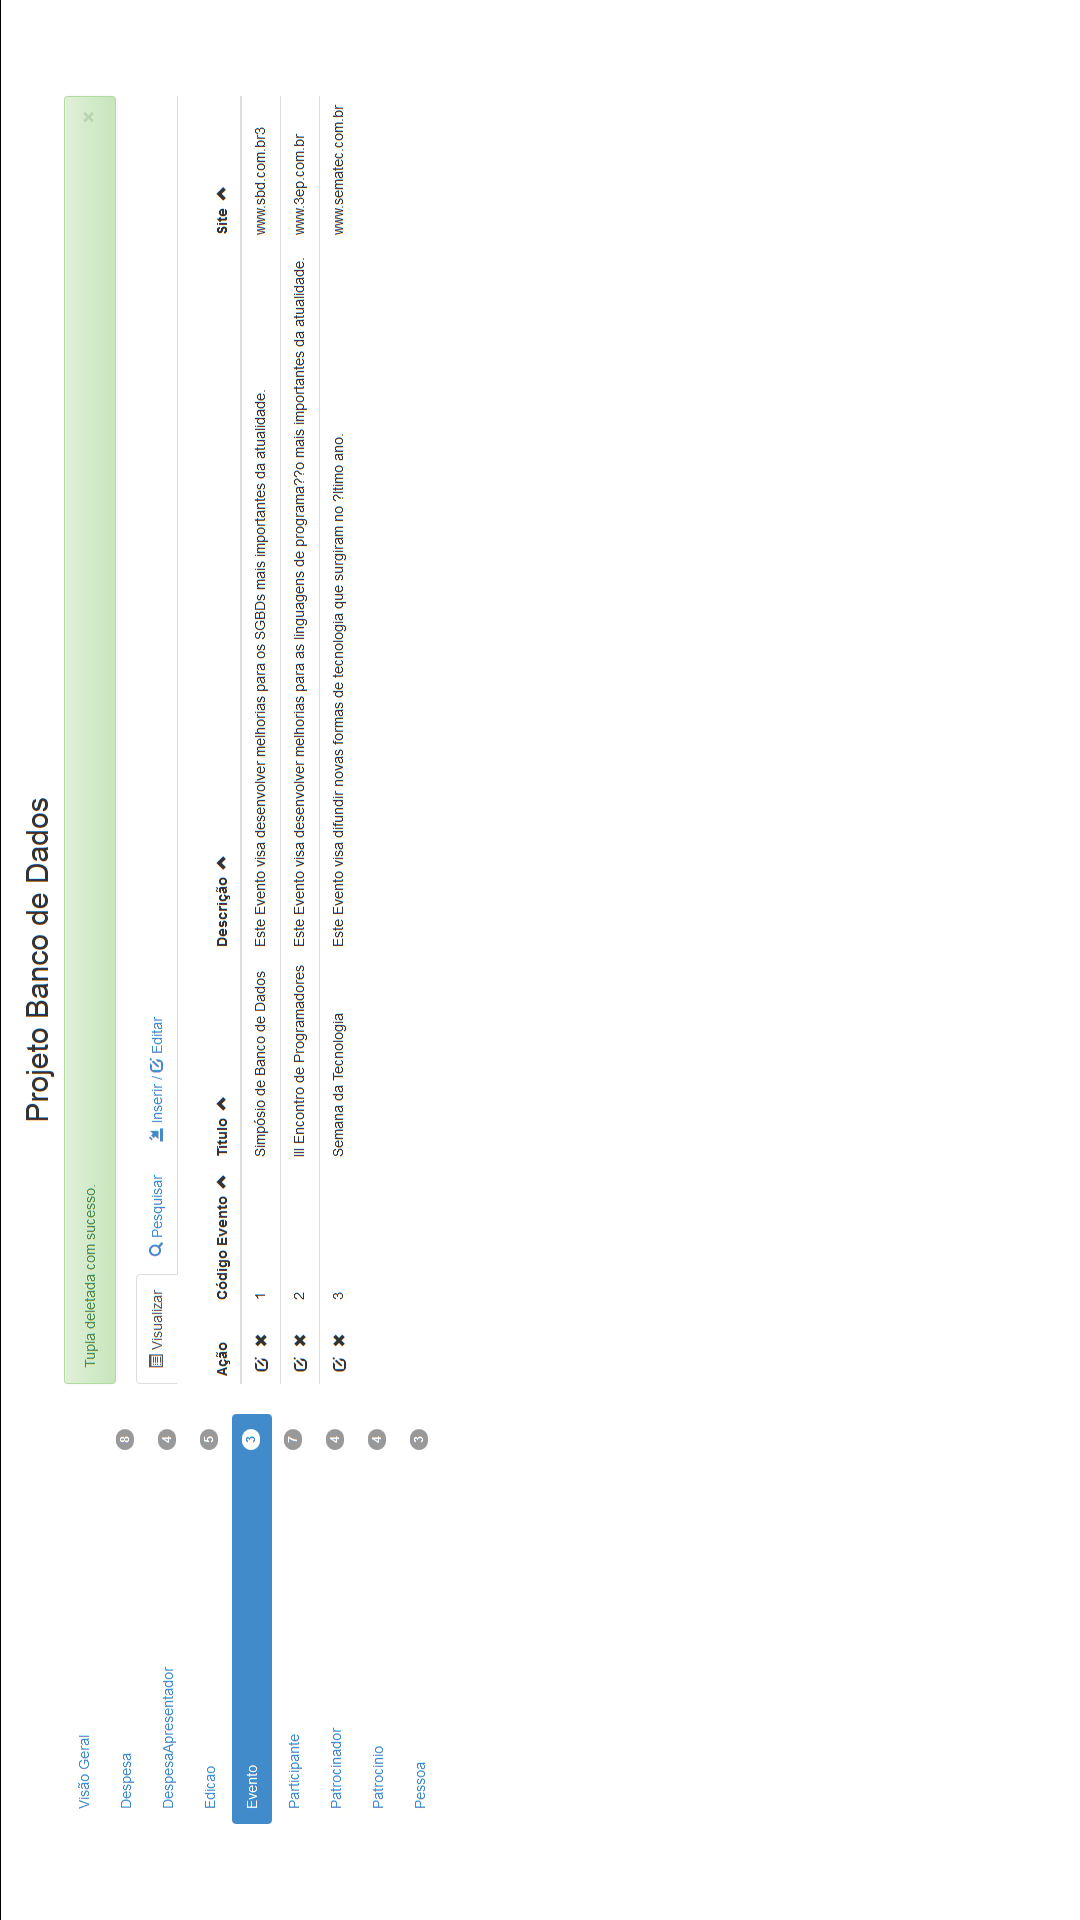 Projeto Banco de Dados
Visão Geral
Despesa 8
DespesaApresentador 4
Edicao 5
Evento 3
Participante 7
Patrocinador 4
Patrocinio 4
Pessoa 3
Tupla deletada com sucesso. ×
Visualizar Pesquisar Inserir / Editar
Ação Código Evento Titulo Descrição Site
1 Simpósio de Banco de Dados Este Evento visa desenvolver melhorias para os SGBDs mais importantes da atualidade. www.sbd.com.br3
2 III Encontro de Programadores Este Evento visa desenvolver melhorias para as linguagens de programa??o mais importantes da atualidade. www.3ep.com.br
3 Semana da Tecnologia Este Evento visa difundir novas formas de tecnologia que surgiram no ?ltimo ano. www.sematec.com.br